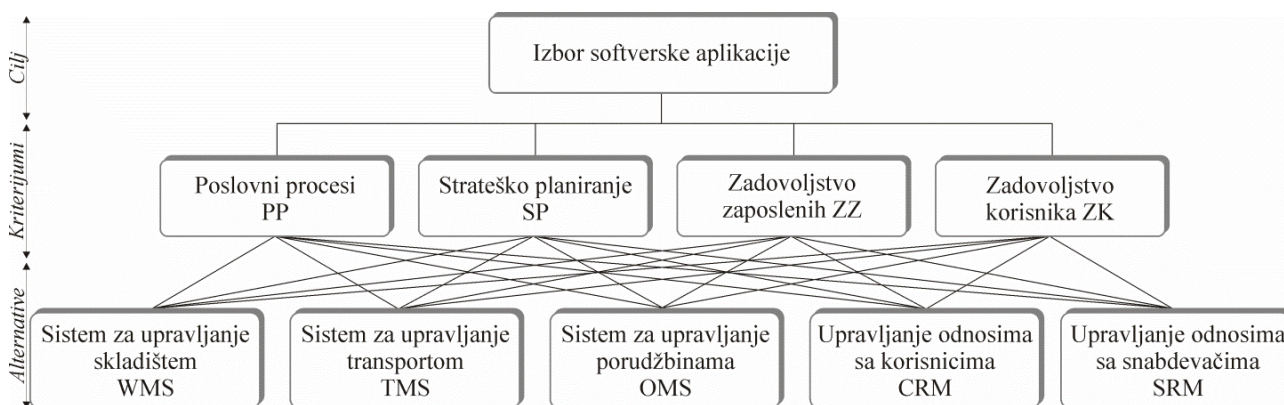 Cilj
Izbor softverske aplikacije
Kriterijumi
Poslovni procesi
PP
Strateško planiranje
SP
Zadovoljstvo
zaposlenih ZZ
Zadovoljstvo
korisnika ZK
Alternative
Sistem za upravljanje
skladištem
WMS
Sistem za upravljanje
transportom
TMS
Sistem za upravljanje
porudžbinama
OMS
Upravljanje odnosima
sa korisnicima
CRM
Upravljanje odnosima
sa snabdevačima
SRM